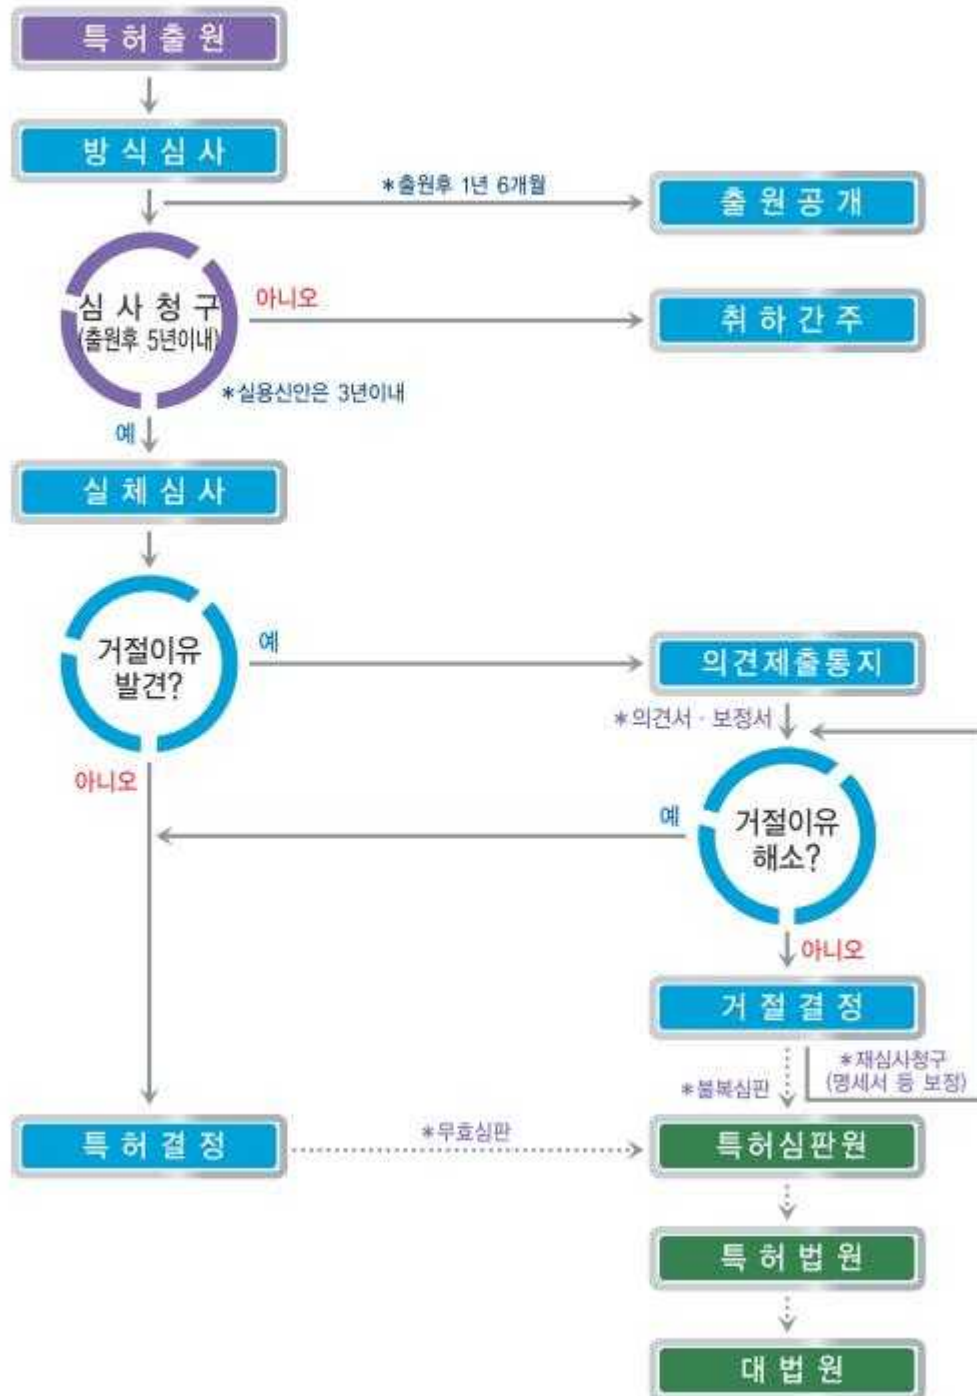 특허출원
방식심사
*출원후 1년 6개월
출원공개
심사청구
(출원후 5년이내)
아니오
취하간주
*실용신안은 3년이내
예
실체심사
거절이유
발견?
예
의견제출통지
*의견서 · 보정서
아니오
예
거절이유
해소?
아니오
거절결정
*불복심판
*재심사청구
(명세서 등 보정)
특허결정
*무효심판
특허심판원
특허법원
대법원